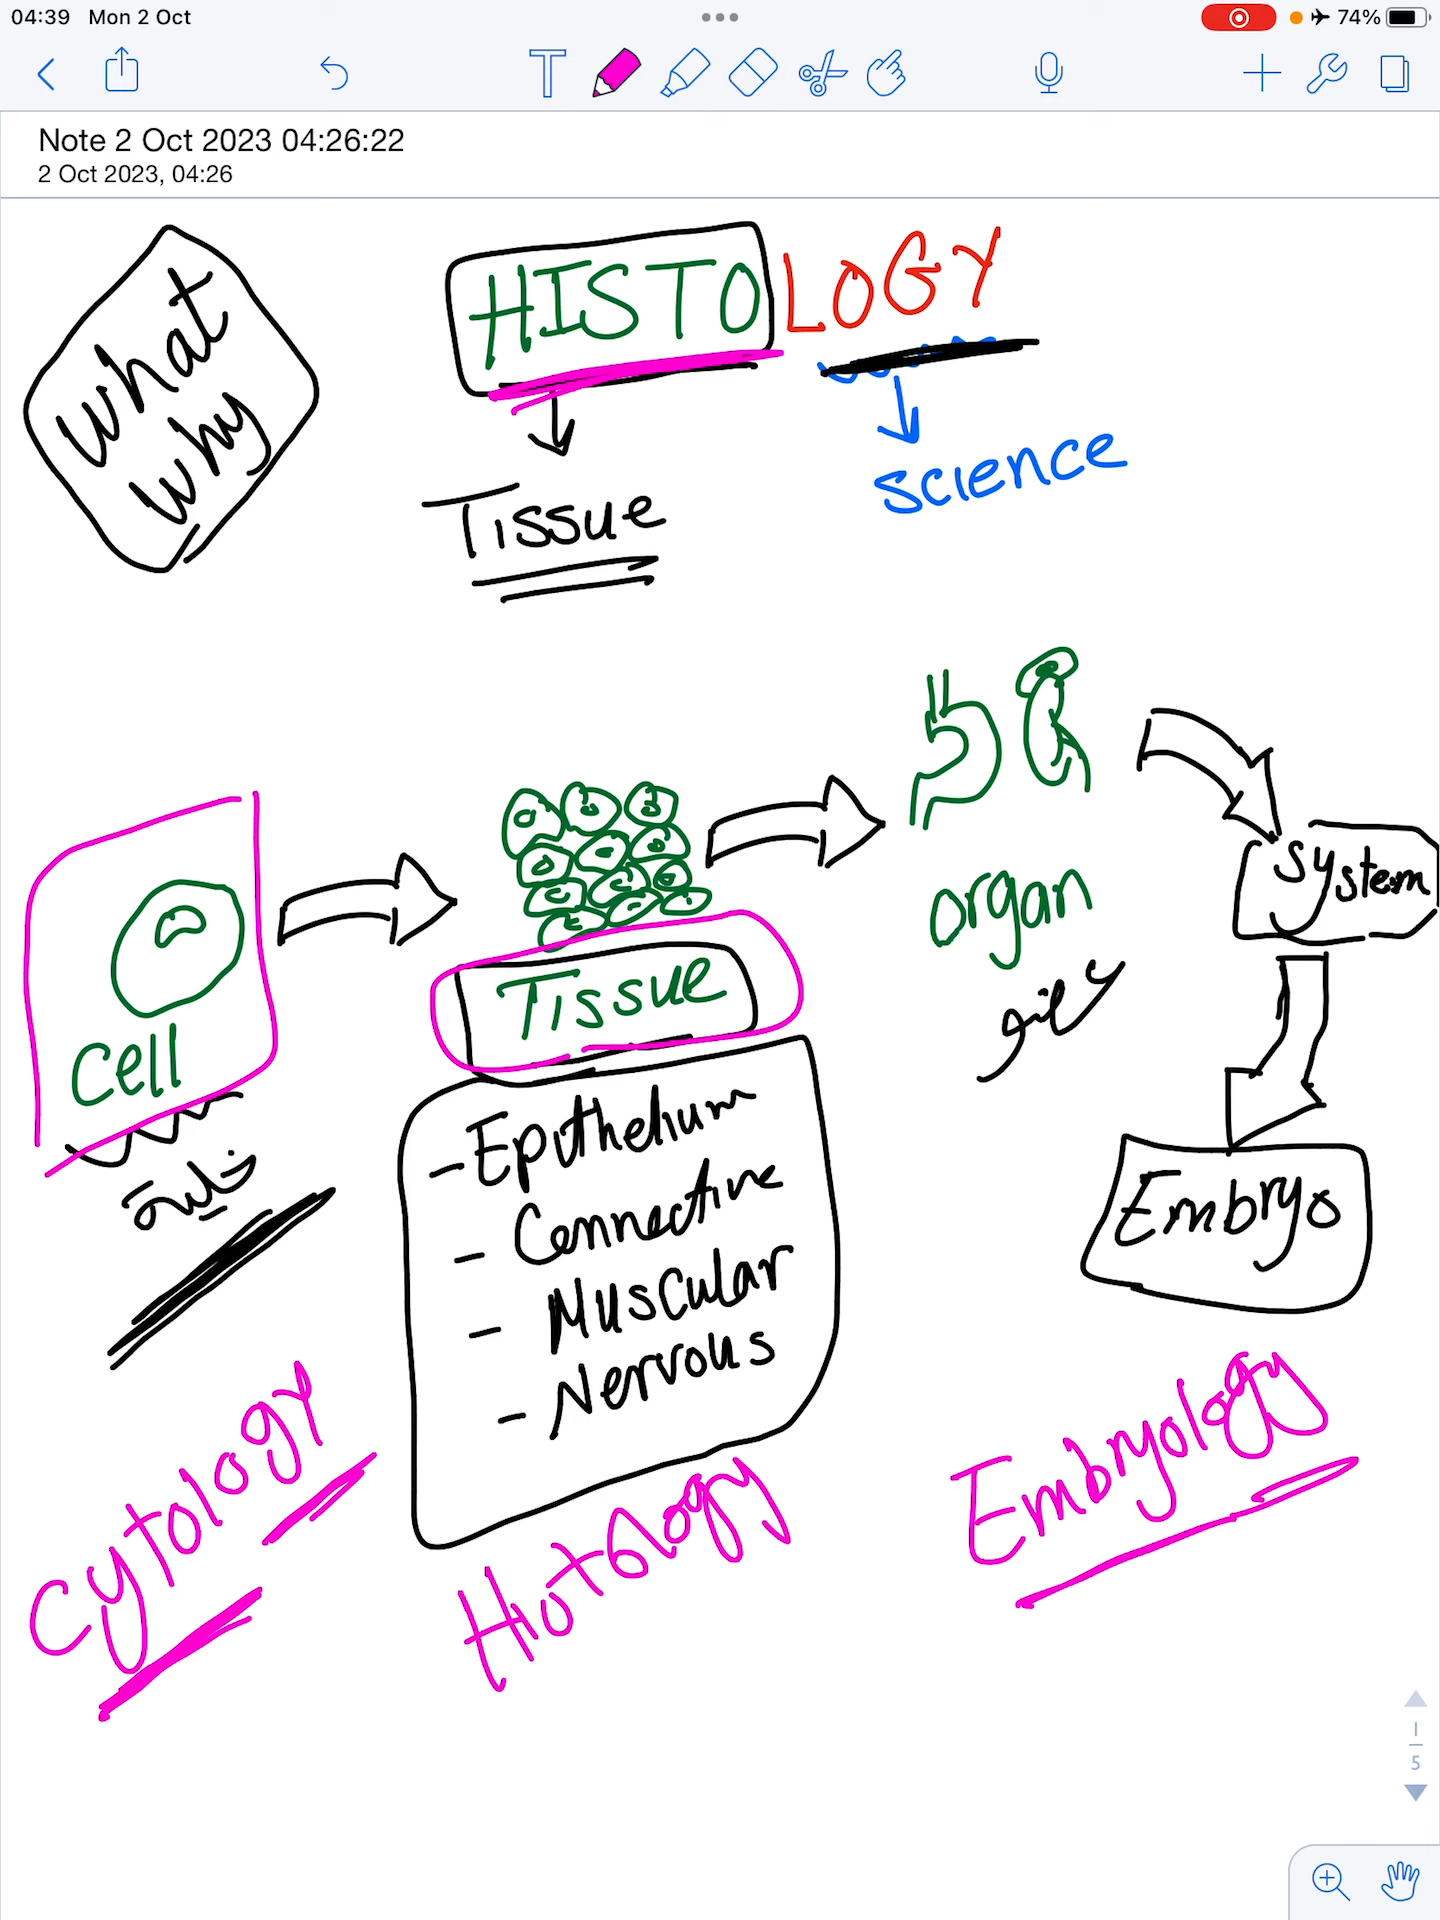 04:39 Mon 2 Oct
74%
Note 2 Oct 2023 04:26:22
2 Oct 2023, 04:26
What
Why
HISTOLOGY
Tissue
science
Cell
Tissue
organ
System
- Epithelium
- Connective
- Muscular
- Nervous
Embryo
Cytology
Histology
Embryology
1
5